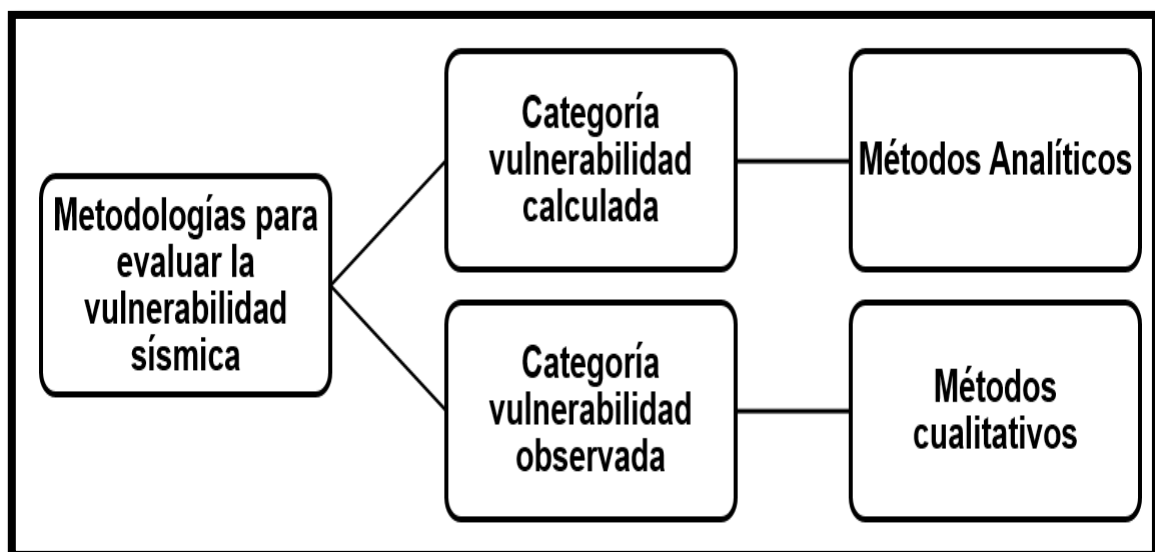 Metodologías para
evaluar la
vulnerabilidad
sísmica
Categoría
vulnerabilidad
calculada
Métodos Analíticos
Categoría
vulnerabilidad
observada
Métodos
cualitativos